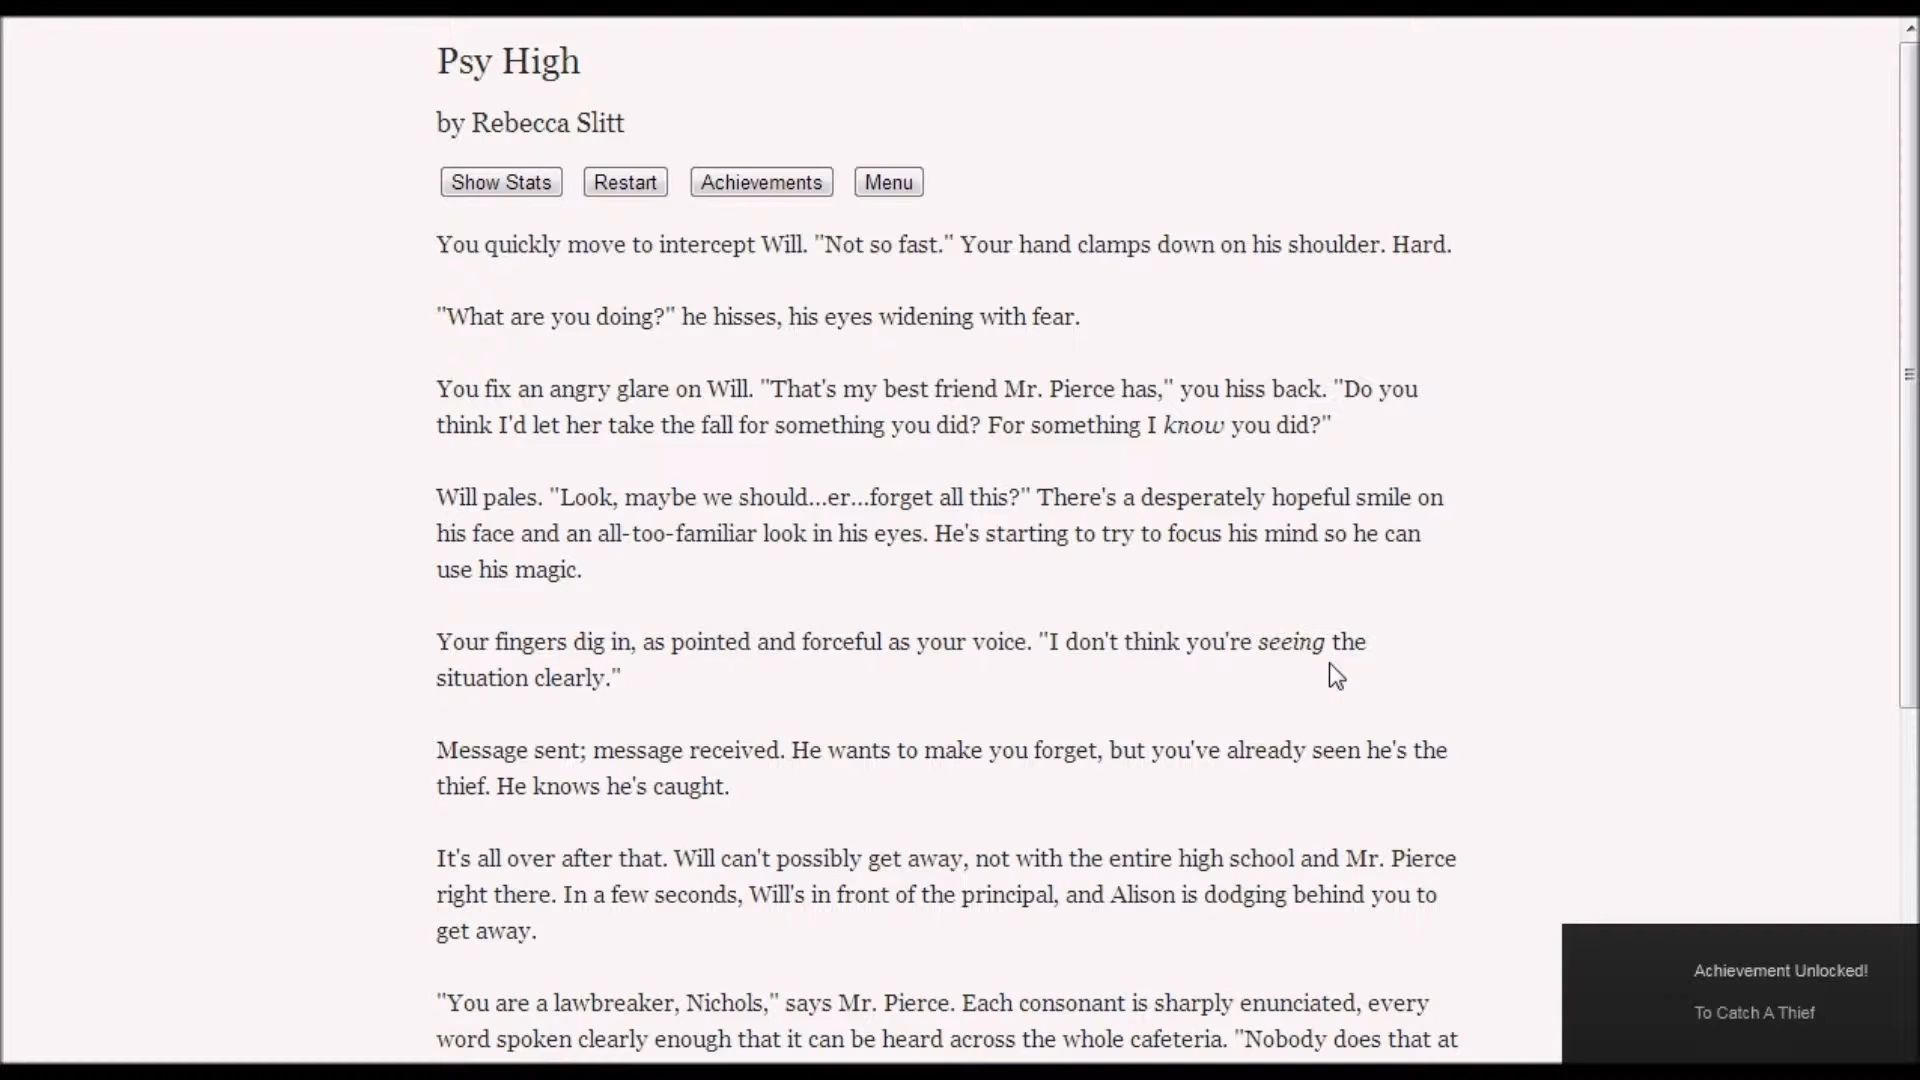 Psy High
by Rebecca Slitt
Show Stats Restart Achievements Menu
You quickly move to intercept Will. "Not so fast." Your hand clamps down on his shoulder. Hard.
"What are you doing?" he hisses, his eyes widening with fear.
You fix an angry glare on Will. "That's my best friend Mr. Pierce has," you hiss back. "Do you
think I'd let her take the fall for something you did? For something I know you did?"
Will pales. "Look, maybe we should...er...forget all this?" There's a desperately hopeful smile on
his face and an all-too-familiar look in his eyes. He's starting to try to focus his mind so he can
use his magic.
Your fingers dig in, as pointed and forceful as your voice. "I don't think you're seeing the
situation clearly."
Message sent; message received. He wants to make you forget, but you've already seen he's the
thief. He knows he's caught.
It's all over after that. Will can't possibly get away, not with the entire high school and Mr. Pierce
right there. In a few seconds, Will's in front of the principal, and Alison is dodging behind you to
get away.
"You are a lawbreaker, Nichols," says Mr. Pierce. Each consonant is sharply enunciated, every
word spoken clearly enough that it can be heard across the whole cafeteria. "Nobody does that at
Achievement Unlocked!
To Catch A Thief